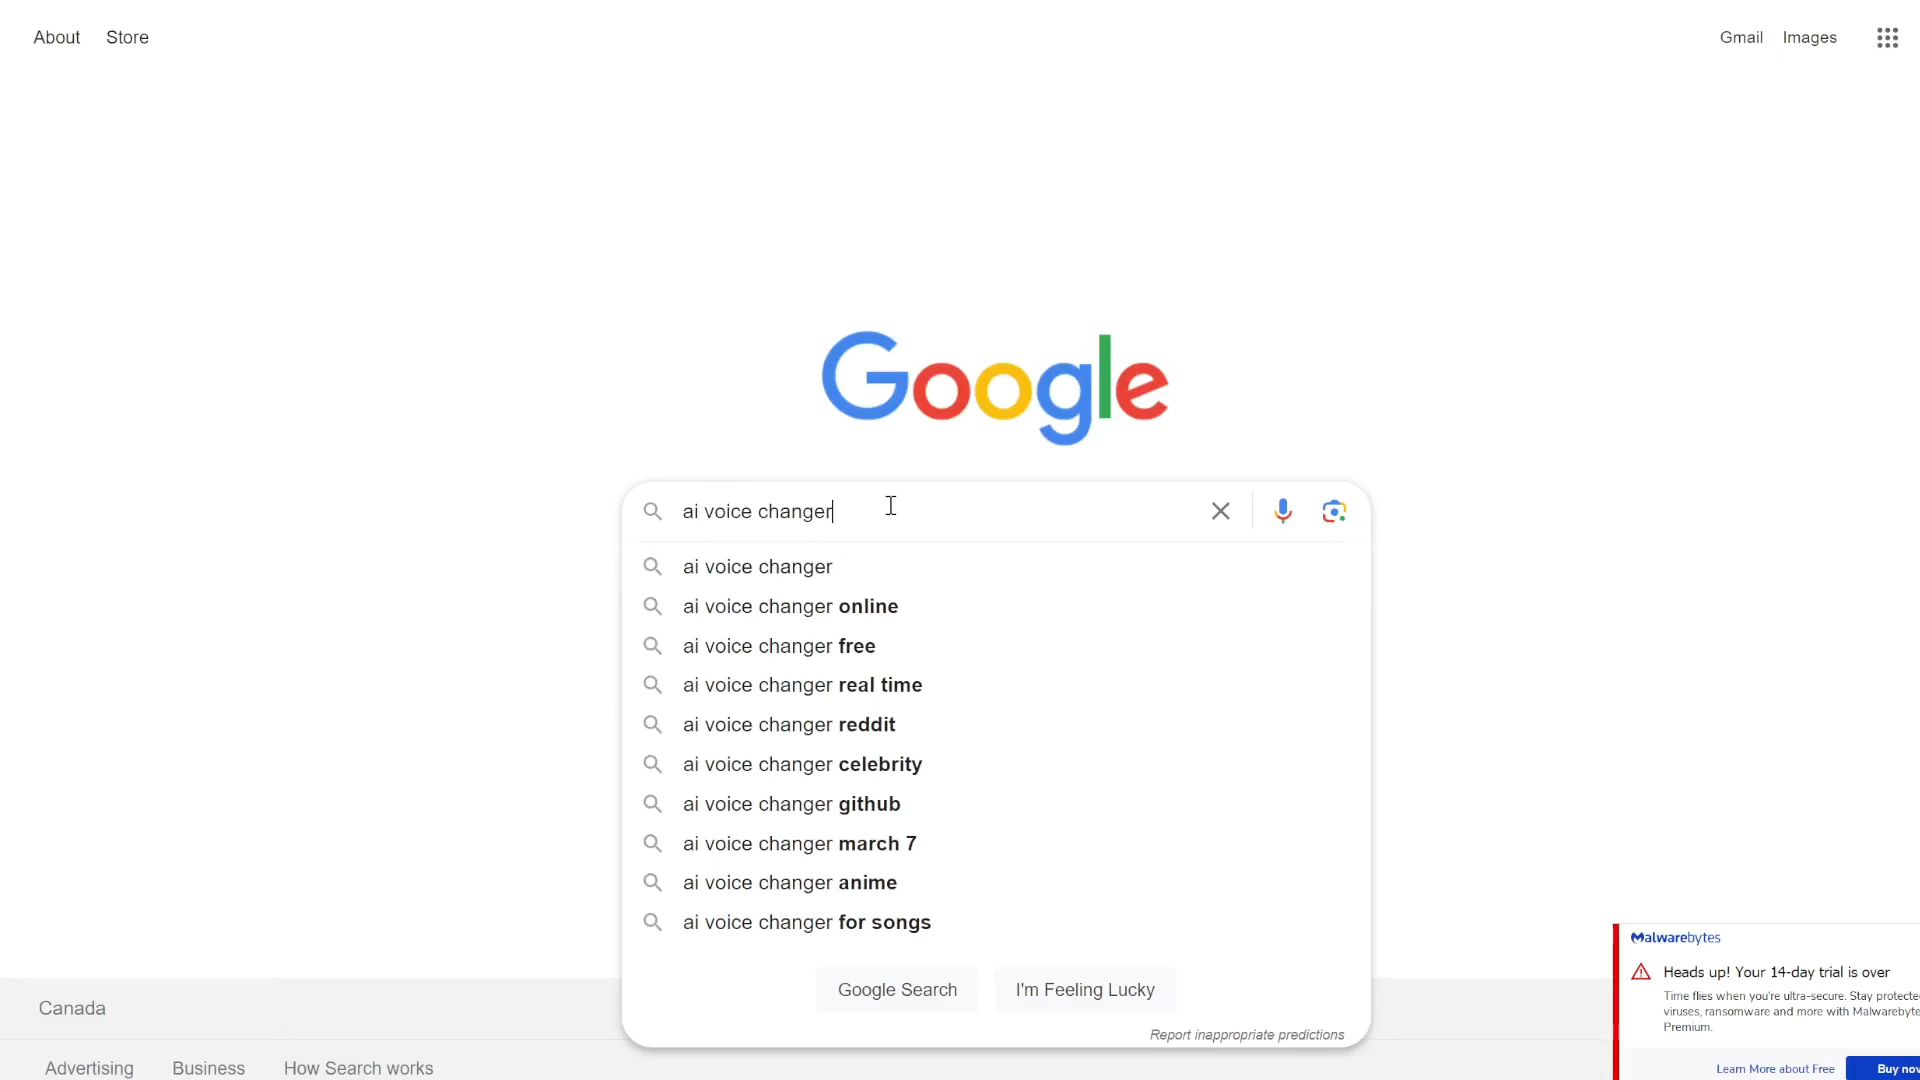 About Store
Gmail Images
Google
ai voice changer
ai voice changer
ai voice changer online
ai voice changer free
ai voice changer real time
ai voice changer reddit
ai voice changer celebrity
ai voice changer github
ai voice changer march 7
ai voice changer anime
ai voice changer for songs
Google Search I'm Feeling Lucky
Report inappropriate predictions
Canada
Advertising Business How Search works
Malwarebytes
Heads up! Your 14-day trial is over
Time flies when you're ultra-secure. Stay protected
viruses, ransomware and more with Malwarebyte
Premium.
Learn More about Free Buy now